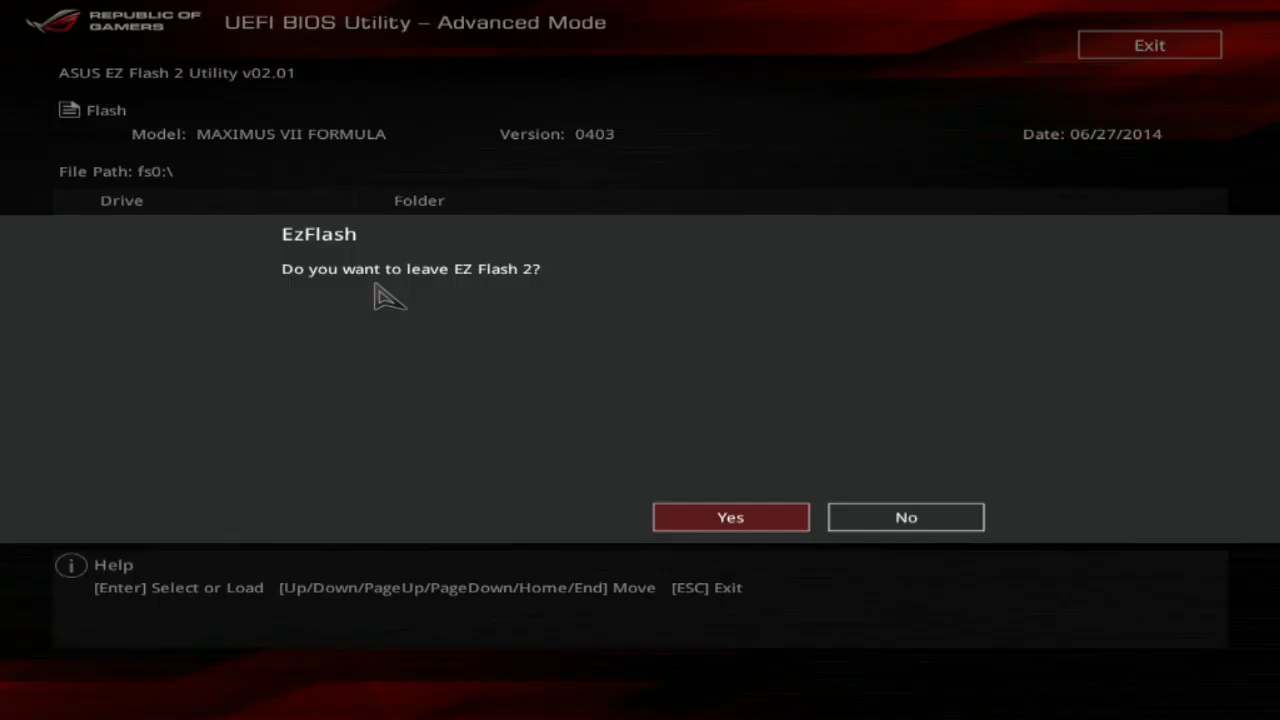 REPUBLIC OF
GAMERS
UEFI BIOS Utility – Advanced Mode
Exit
ASUS EZ Flash 2 Utility v02.01
Flash
Model: MAXIMUS VII FORMULA Version: 0403 Date: 06/27/2014
File Path: fs0:\
Drive Folder
EzFlash
Do you want to leave EZ Flash 2?
Yes No
Help
[Enter] Select or Load [Up/Down/PageUp/PageDown/Home/End] Move [ESC] Exit